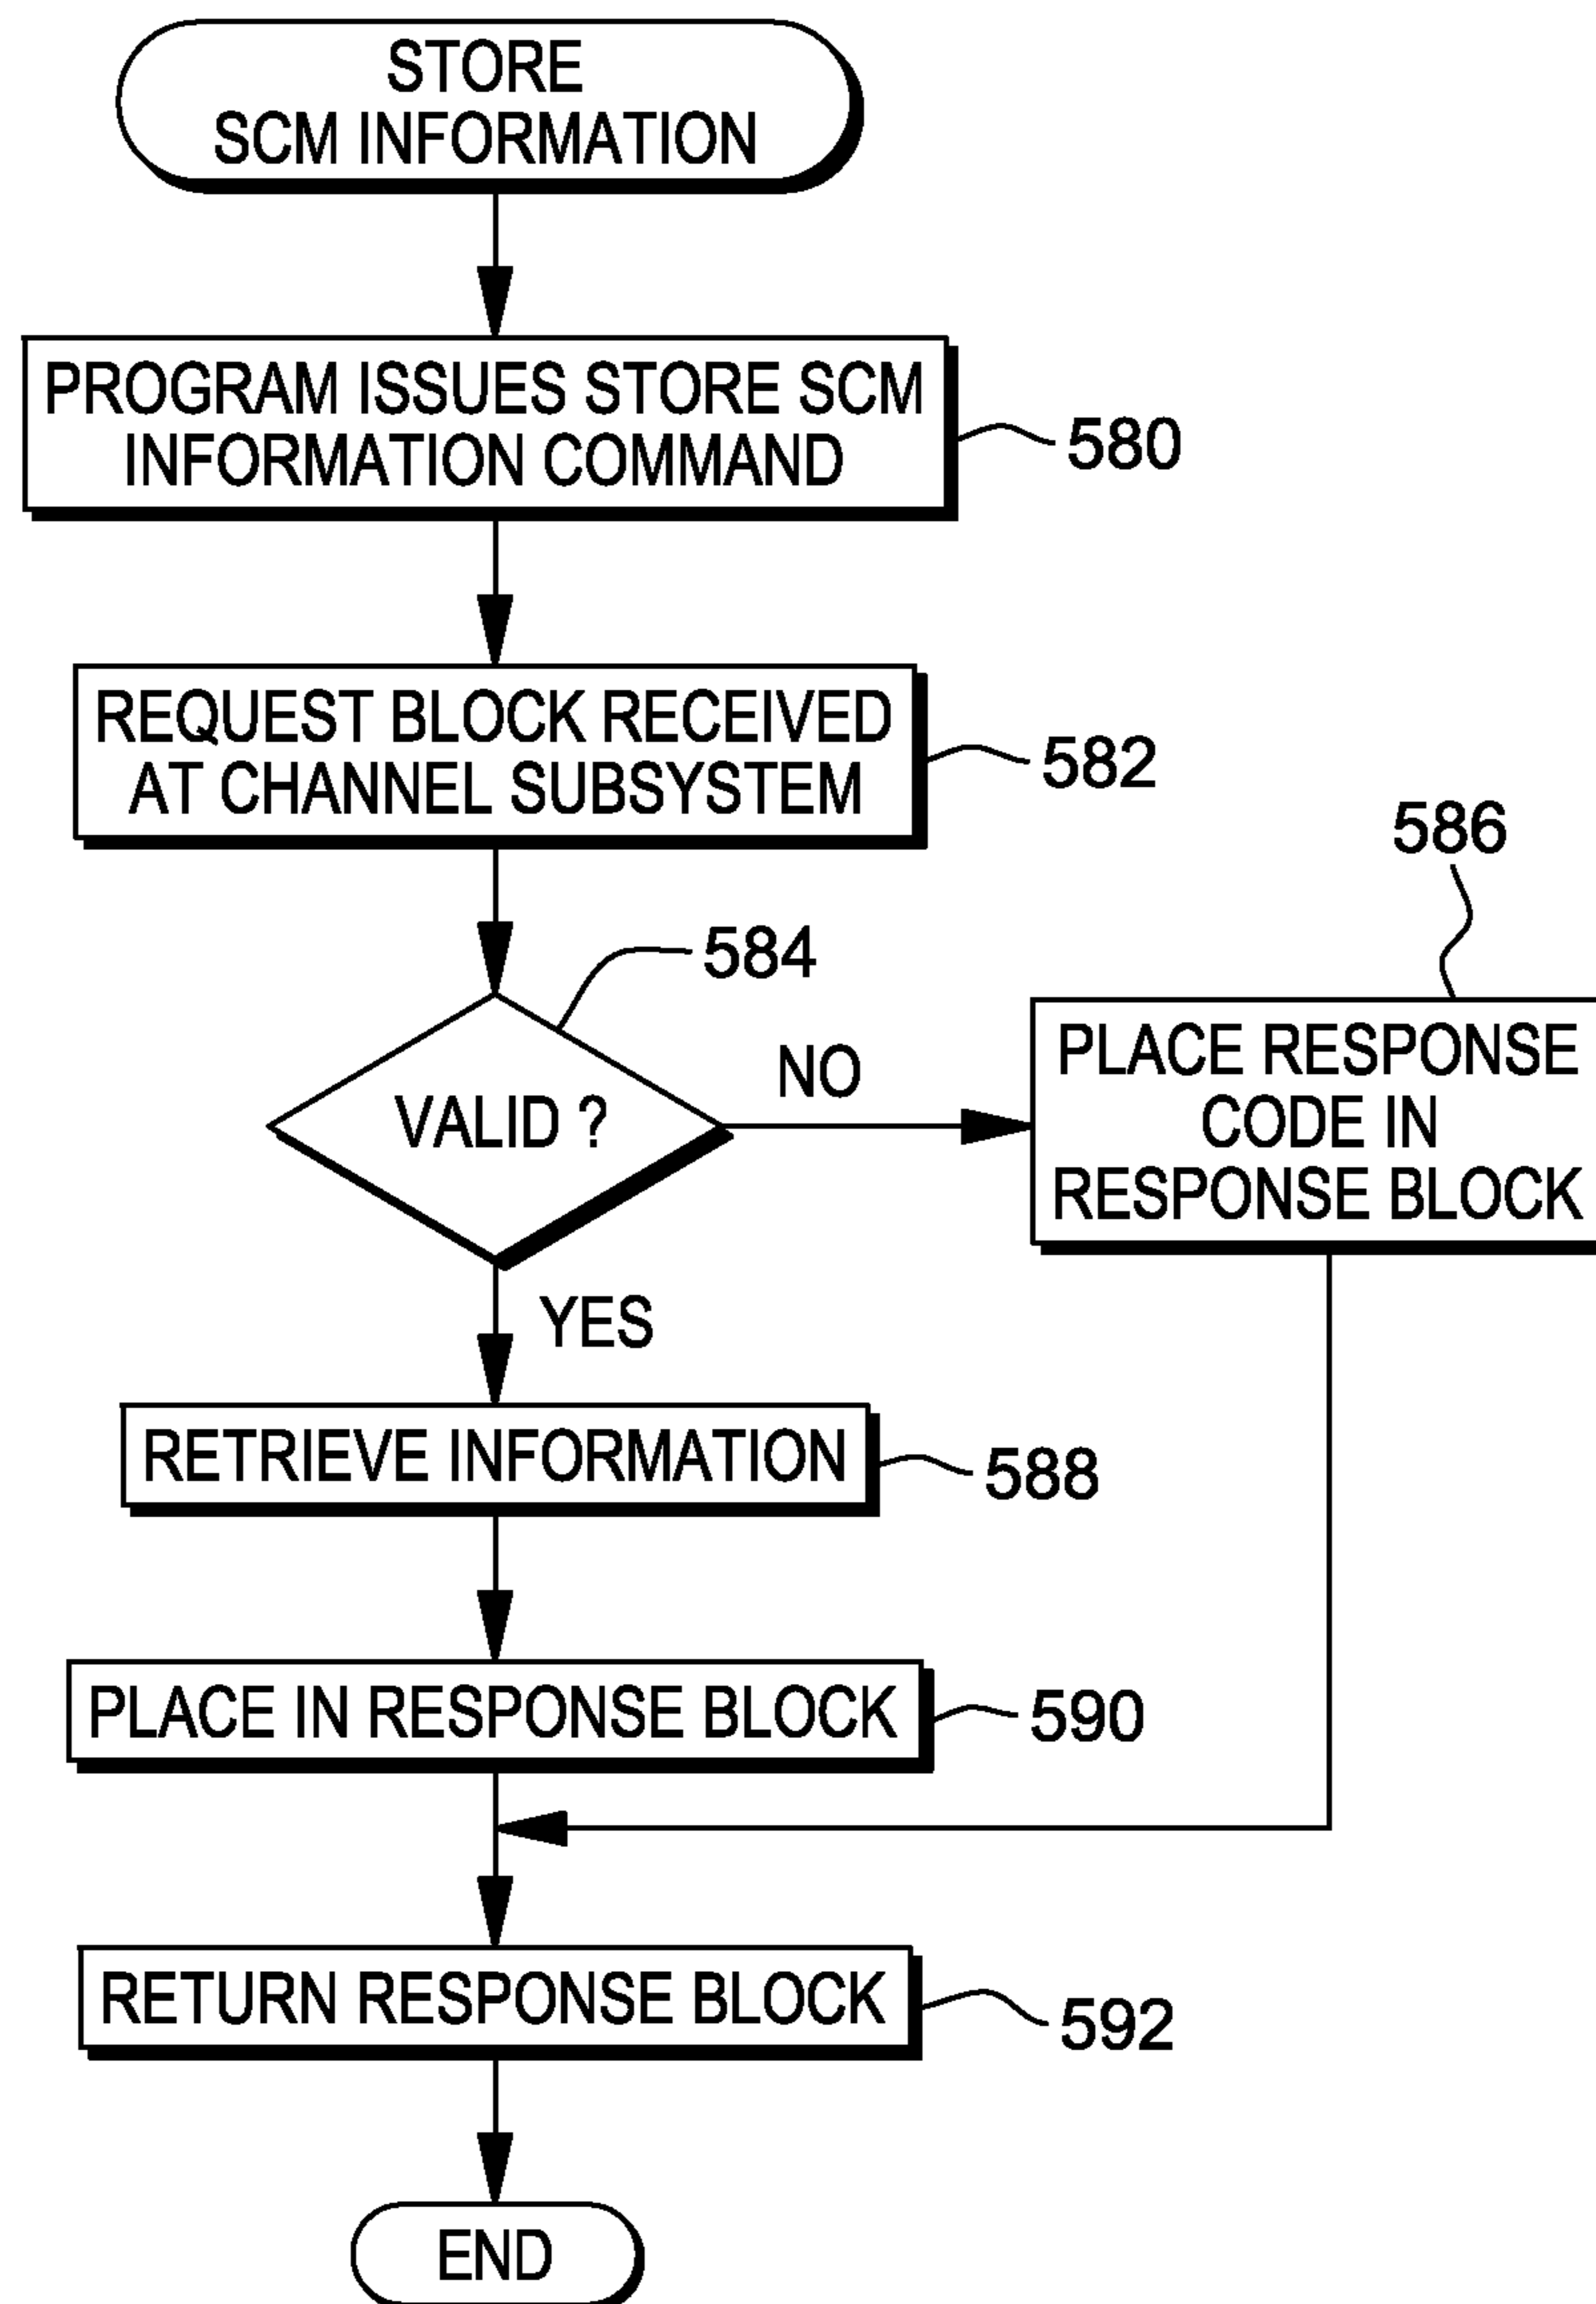 STORE
SCM INFORMATION
PROGRAM ISSUES STORE SCM
INFORMATION COMMAND
580
REQUEST BLOCK RECEIVED
AT CHANNEL SUBSYSTEM
582
584
VALID ?
NO
586
PLACE RESPONSE
CODE IN
RESPONSE BLOCK
YES
RETRIEVE INFORMATION
588
PLACE IN RESPONSE BLOCK
590
RETURN RESPONSE BLOCK
592
END